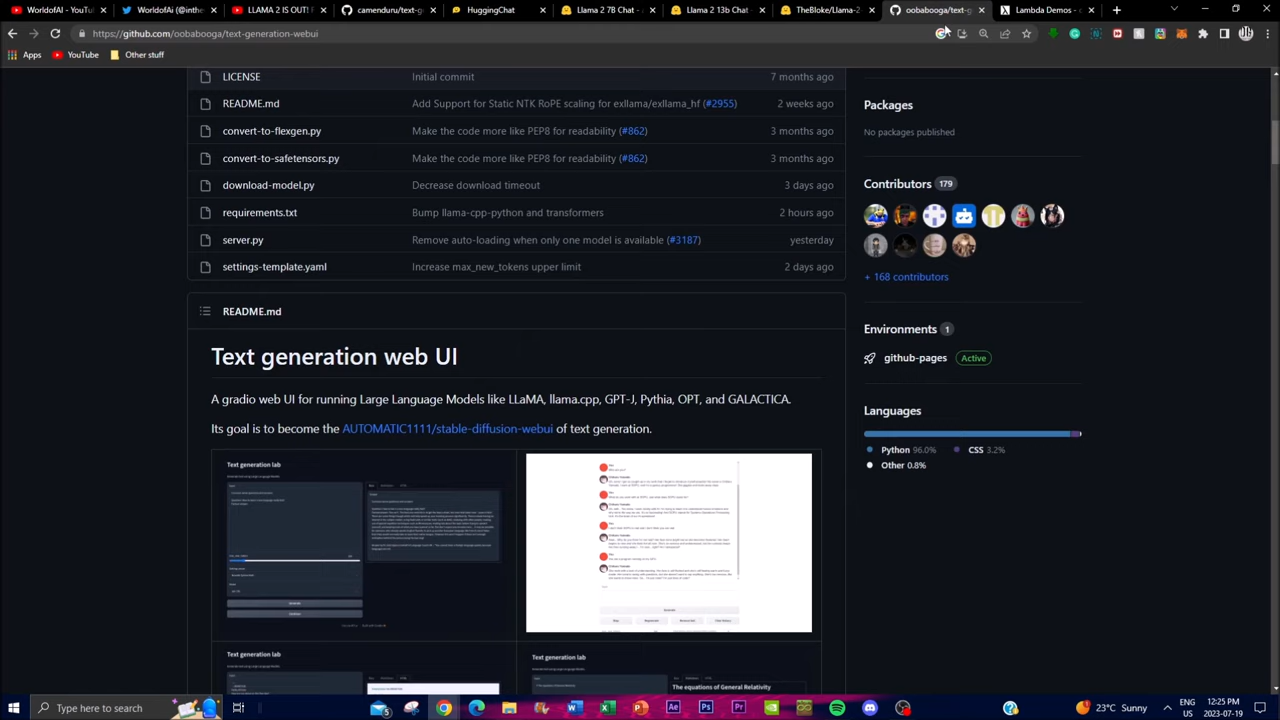 WorldofAI - YouTu
WorldofAi (@inthe
LLAMA 2 IS OUT!
camenduru/text-g
HuggingChat
Llama 2 7B Chat -
Llama 2 13b Chat
TheBloke/Llama-2
oobabooga/text-g
Lambda Demos -
https://github.com/oobabooga/text-generation-webui
Apps
YouTube
Other stuff
LICENSE Initial commit 7 months ago
README.md Add Support for Static NTK RoPE scaling for exllama/exllama_hf (#2955) 2 weeks ago
convert-to-flexgen.py Make the code more like PEP8 for readability (#862) 3 months ago
convert-to-safetensors.py Make the code more like PEP8 for readability (#862) 3 months ago
download-model.py Decrease download timeout 3 days ago
requirements.txt Bump llama-cpp-python and transformers 2 hours ago
server.py Remove auto-loading when only one model is available (#3187) yesterday
settings-template.yaml Increase max_new_tokens upper limit 2 days ago
README.md
Text generation web UI
A gradio web UI for running Large Language Models like LLaMA, llama.cpp, GPT-J, Pythia, OPT, and GALACTICA.
Its goal is to become the AUTOMATIC1111/stable-diffusion-webui of text generation.
Text generation lab
Text generation lab
Text generation lab
The equations of General Relativity
Packages
No packages published
Contributors 179
+ 168 contributors
Environments 1
github-pages Active
Languages
Python 96.0% CSS 3.2%
Other 0.8%
Type here to search
23°C Sunny
ENG
US
12:25 PM
2023-07-19